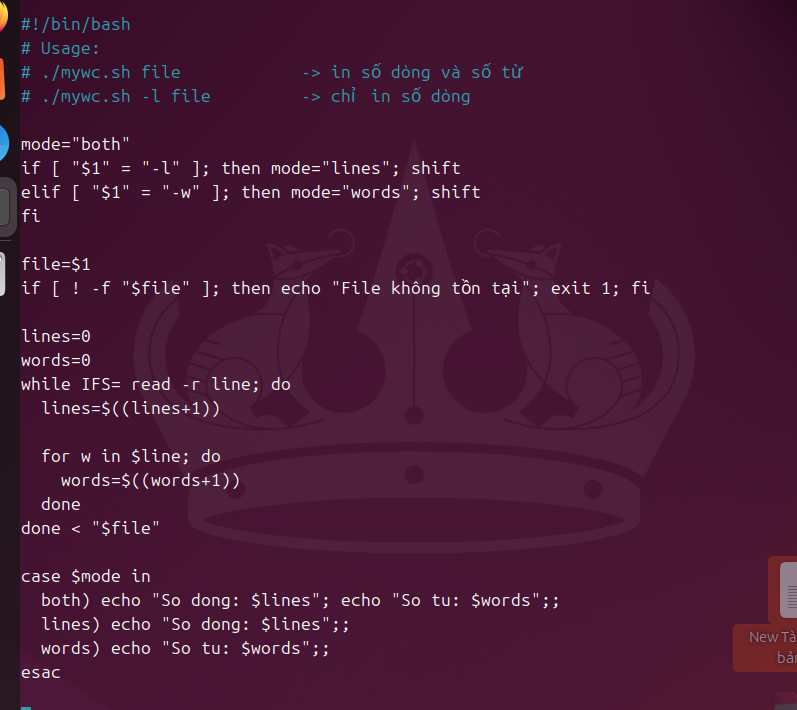 #!/bin/bash
# Usage:
# ./mywc.sh file            -> in số dòng và số từ
# ./mywc.sh -l file         -> chỉ  in số dòng

mode="both"
if [ "$1" = "-l" ]; then mode="lines"; shift
elif [ "$1" = "-w" ]; then mode="words"; shift
fi

file=$1
if [ ! -f "$file" ]; then echo "File không tồn tại"; exit 1; fi

lines=0
words=0
while IFS= read -r line; do
  lines=$((lines+1))

  for w in $line; do
    words=$((words+1))
  done
done < "$file"

case $mode in
  both) echo "So dong: $lines"; echo "So tu: $words";;
  lines) echo "So dong: $lines";;
  words) echo "So tu: $words";;
esac
New Tà